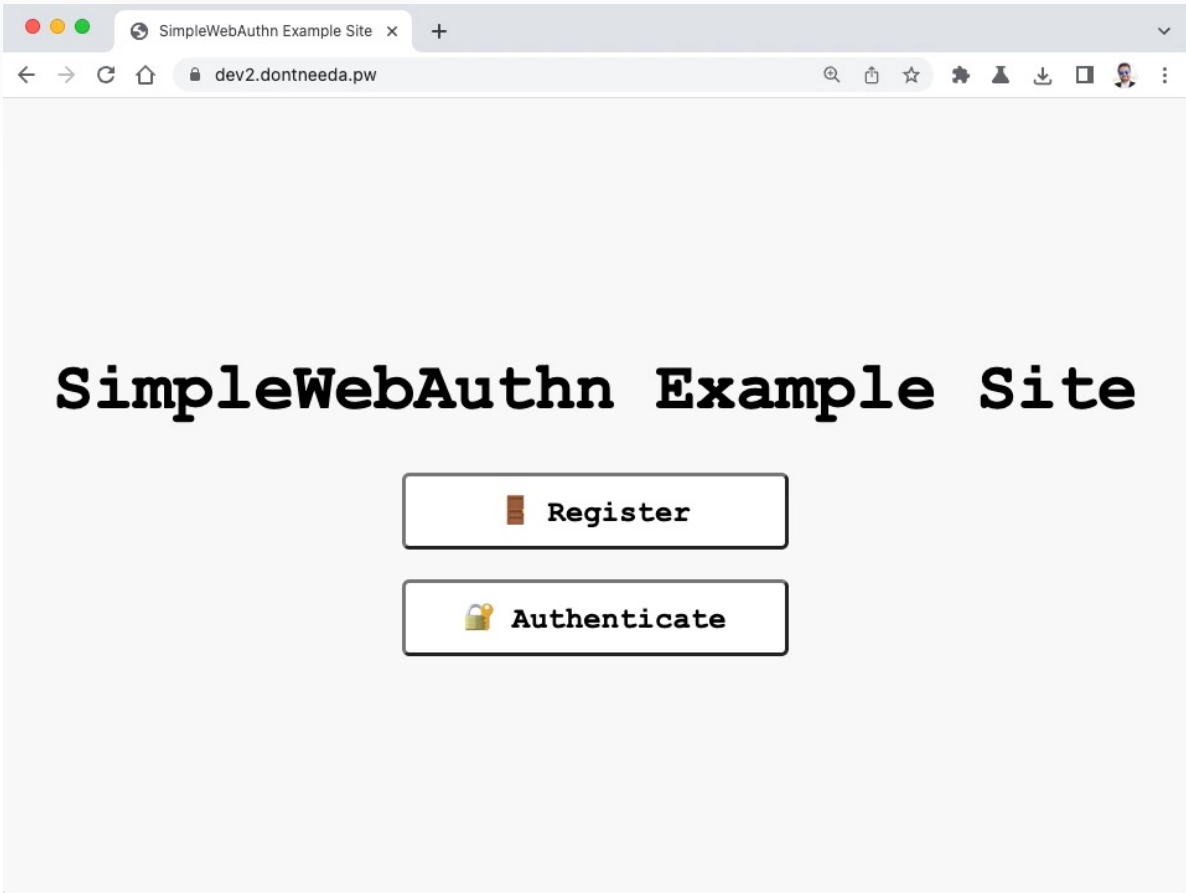 SimpleWebAuthn Example Site
dev2.dontneeda.pw
SimpleWebAuthn Example Site
Register
Authenticate